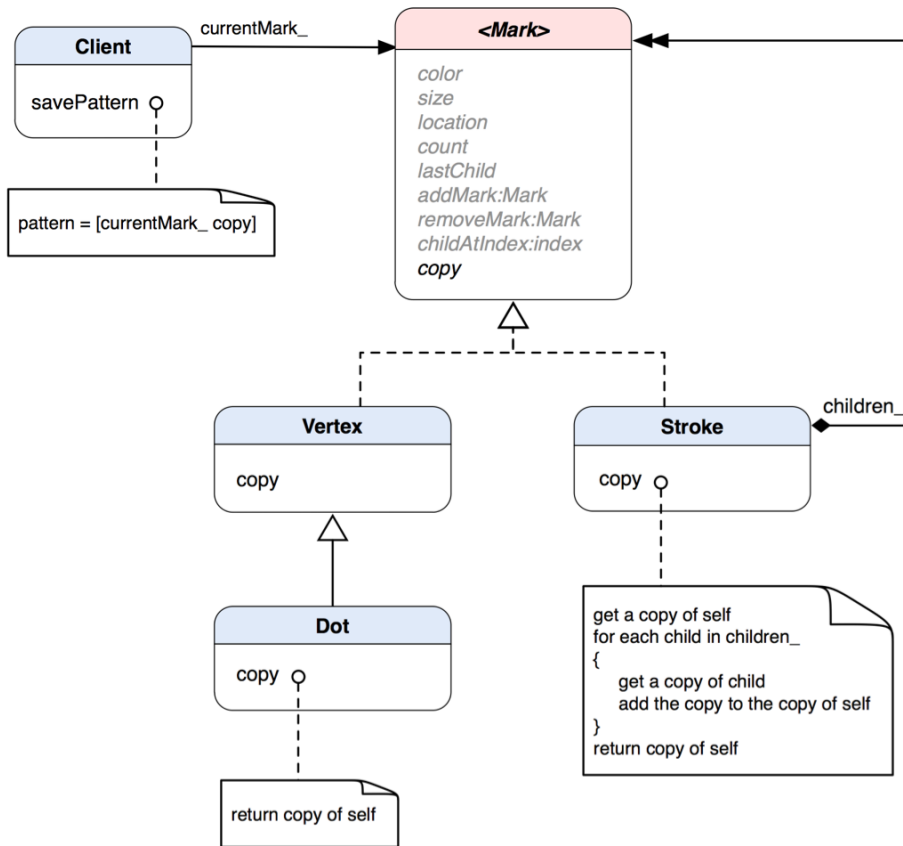 Client
currentMark_
<Mark>
savePattern
color
size
location
count
lastChild
addMark:Mark
removeMark:Mark
childAtIndex:index
copy
pattern = [currentMark_ copy]
Vertex
copy
Stroke
copy
children_
Dot
copy
get a copy of self
for each child in children_
{
get a copy of child
add the copy to the copy of self
}
return copy of self
return copy of self